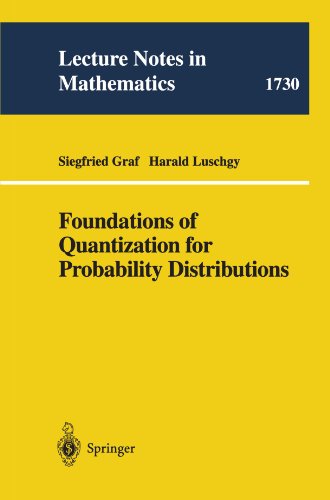 Lecture Notes in
Mathematics 1730
Siegfried Graf Harald Luschgy
Foundations of
Quantization for
Probability Distributions
Springer